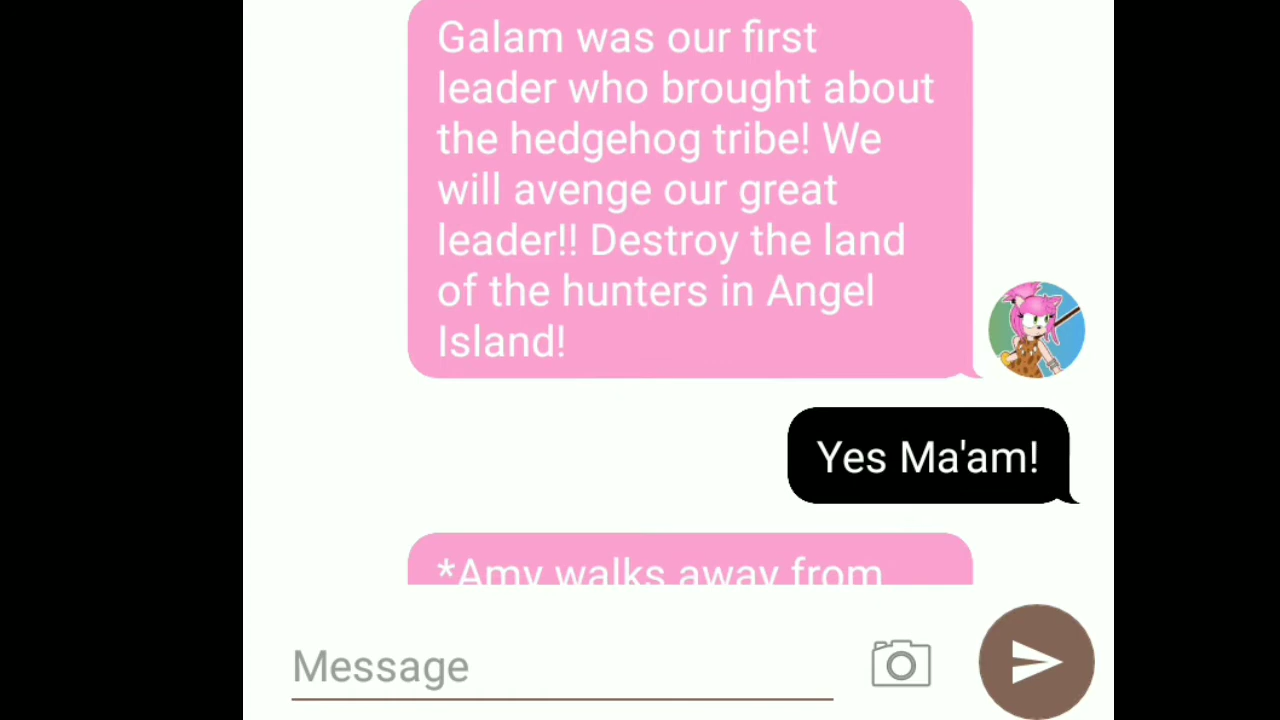 Galam was our first
leader who brought about
the hedgehog tribe! We
will avenge our great
leader!! Destroy the land
of the hunters in Angel
Island!
Yes Ma'am!
*Amy walks away from
Message